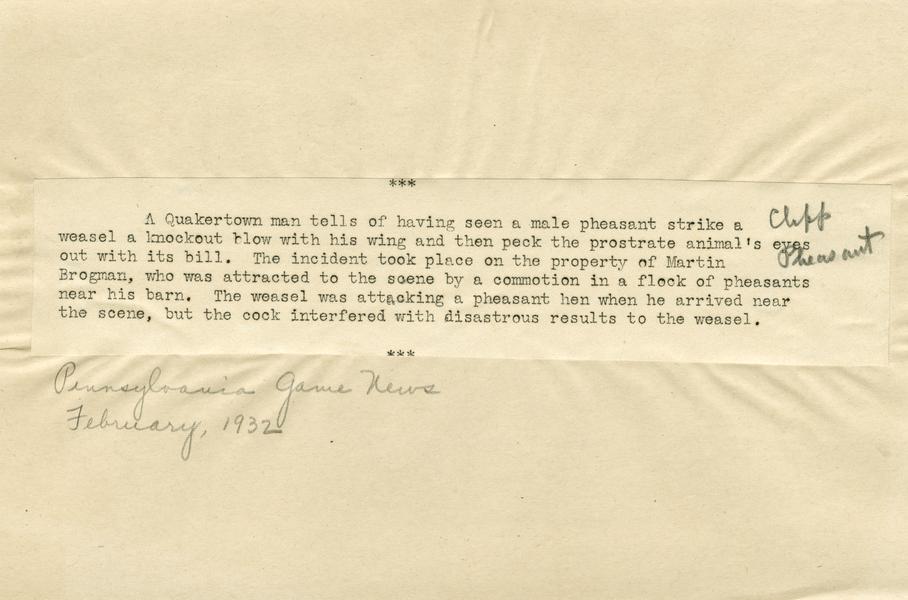 ***
A Quakertown man tells of having seen a male pheasant strike a
weasel a knockout blow with his wing and then peck the prostrate animal's eyes
out with its bill.  The incident took place on the property of Martin
Brogman, who was attracted to the scene by a commotion in a flock of pheasants
near his barn.  The weasel was attacking a pheasant hen when he arrived near
the scene, but the cock interfered with disastrous results to the weasel.
***
Clipp
Pheasant
Pennsylvania Game News
February, 1932